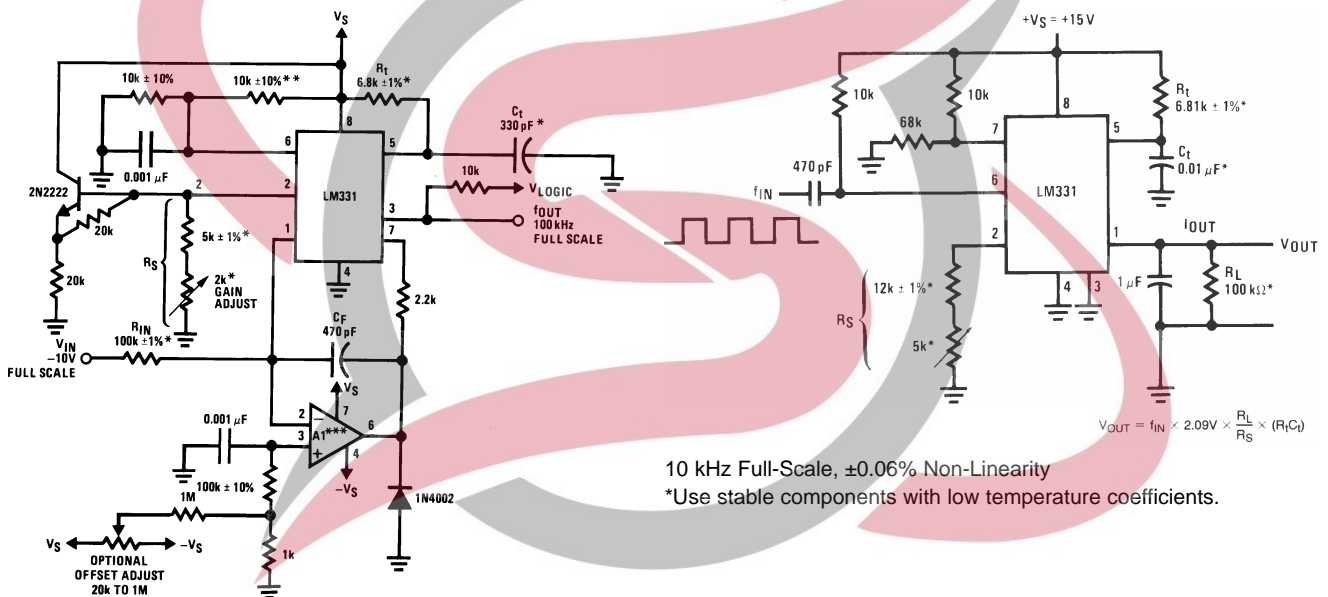 VS
10k ± 10%
10k ±10%**
Rt
6.8k ±1%*
Ct
330 pF*
8
6
5
0.001 µF
2N2222
2
2
LM331
10k
VLOGIC
20k
3
fOUT
100 kHz
FULL SCALE
5k ± 1%*
1
7
RS
2k*
GAIN
ADJUST
4
20k
2.2k
RIN
100k ±1%*
CF
470 pF
VIN
−10V
FULL SCALE
VS
0.001 µF
2
7
−
A1***
6
3
+
4
−VS
100k ± 10%
1M
1N4002
VS
−VS
1k
OPTIONAL
OFFSET ADJUST
20k TO 1M
+VS = +15 V
10k
10k
Rt
6.81k ± 1%*
8
68k
7
5
Ct
0.01 µF*
470 pF
fIN
6
LM331
2
1
IOUT
VOUT
12k ± 1%*
4
3
1 µF
RL
100 kΩ*
RS
5k*
VOUT = fIN × 2.09V × RL/RS × (RtCt)
10 kHz Full-Scale, ±0.06% Non-Linearity
*Use stable components with low temperature coefficients.